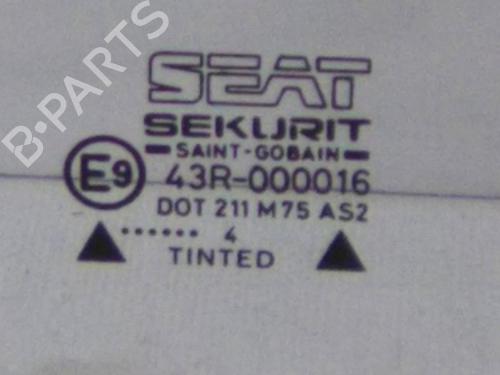 B-PARTS
SEAT
SEKURIT
SAINT-GOBAIN
E9 43R-000016
DOT 211 M75 AS2
...... 4
TINTED